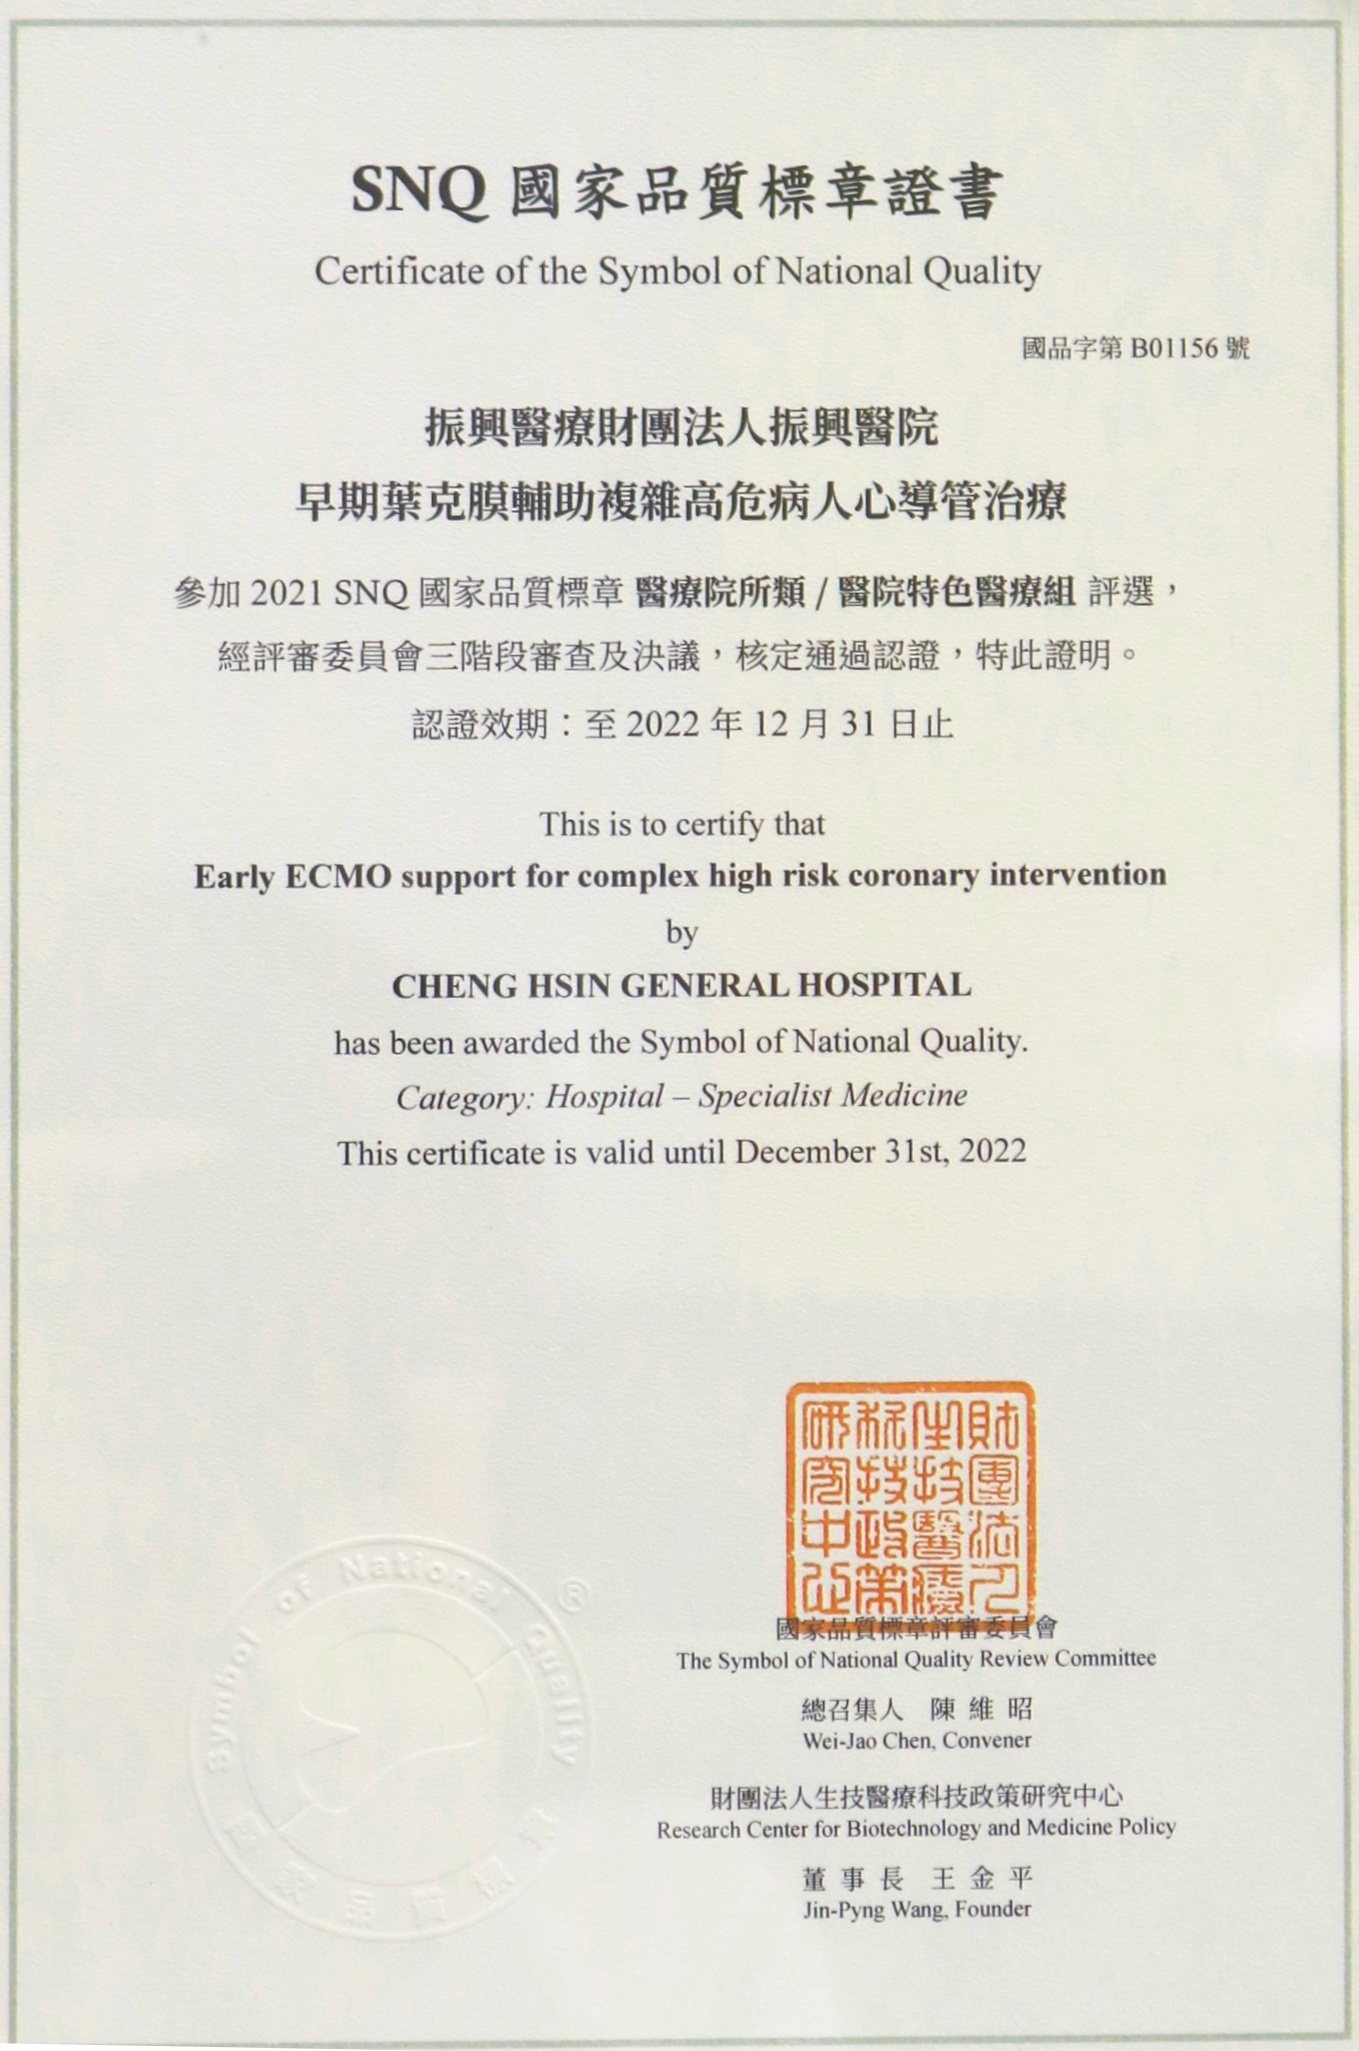 SNQ 國家品質標章證書
Certificate of the Symbol of National Quality
國品字第 B01156 號
振興醫療財團法人振興醫院
早期葉克膜輔助複雜高危病人心導管治療
參加 2021 SNQ 國家品質標章 醫療院所類 / 醫院特色醫療組 評選，
經評審委員會三階段審查及決議，核定通過認證，特此證明。
認證效期：至 2022 年 12 月 31 日止
This is to certify that
Early ECMO support for complex high risk coronary intervention
by
CHENG HSIN GENERAL HOSPITAL
has been awarded the Symbol of National Quality.
Category: Hospital – Specialist Medicine
This certificate is valid until December 31st, 2022
財團法人
生技醫療
科技政策
研究中心
Symbol of National Quality ®
國家品質標章
國家品質標章評審委員會
The Symbol of National Quality Review Committee
總召集人 陳 維 昭
Wei-Jao Chen, Convener
財團法人生技醫療科技政策研究中心
Research Center for Biotechnology and Medicine Policy
董 事 長 王 金 平
Jin-Pyng Wang, Founder